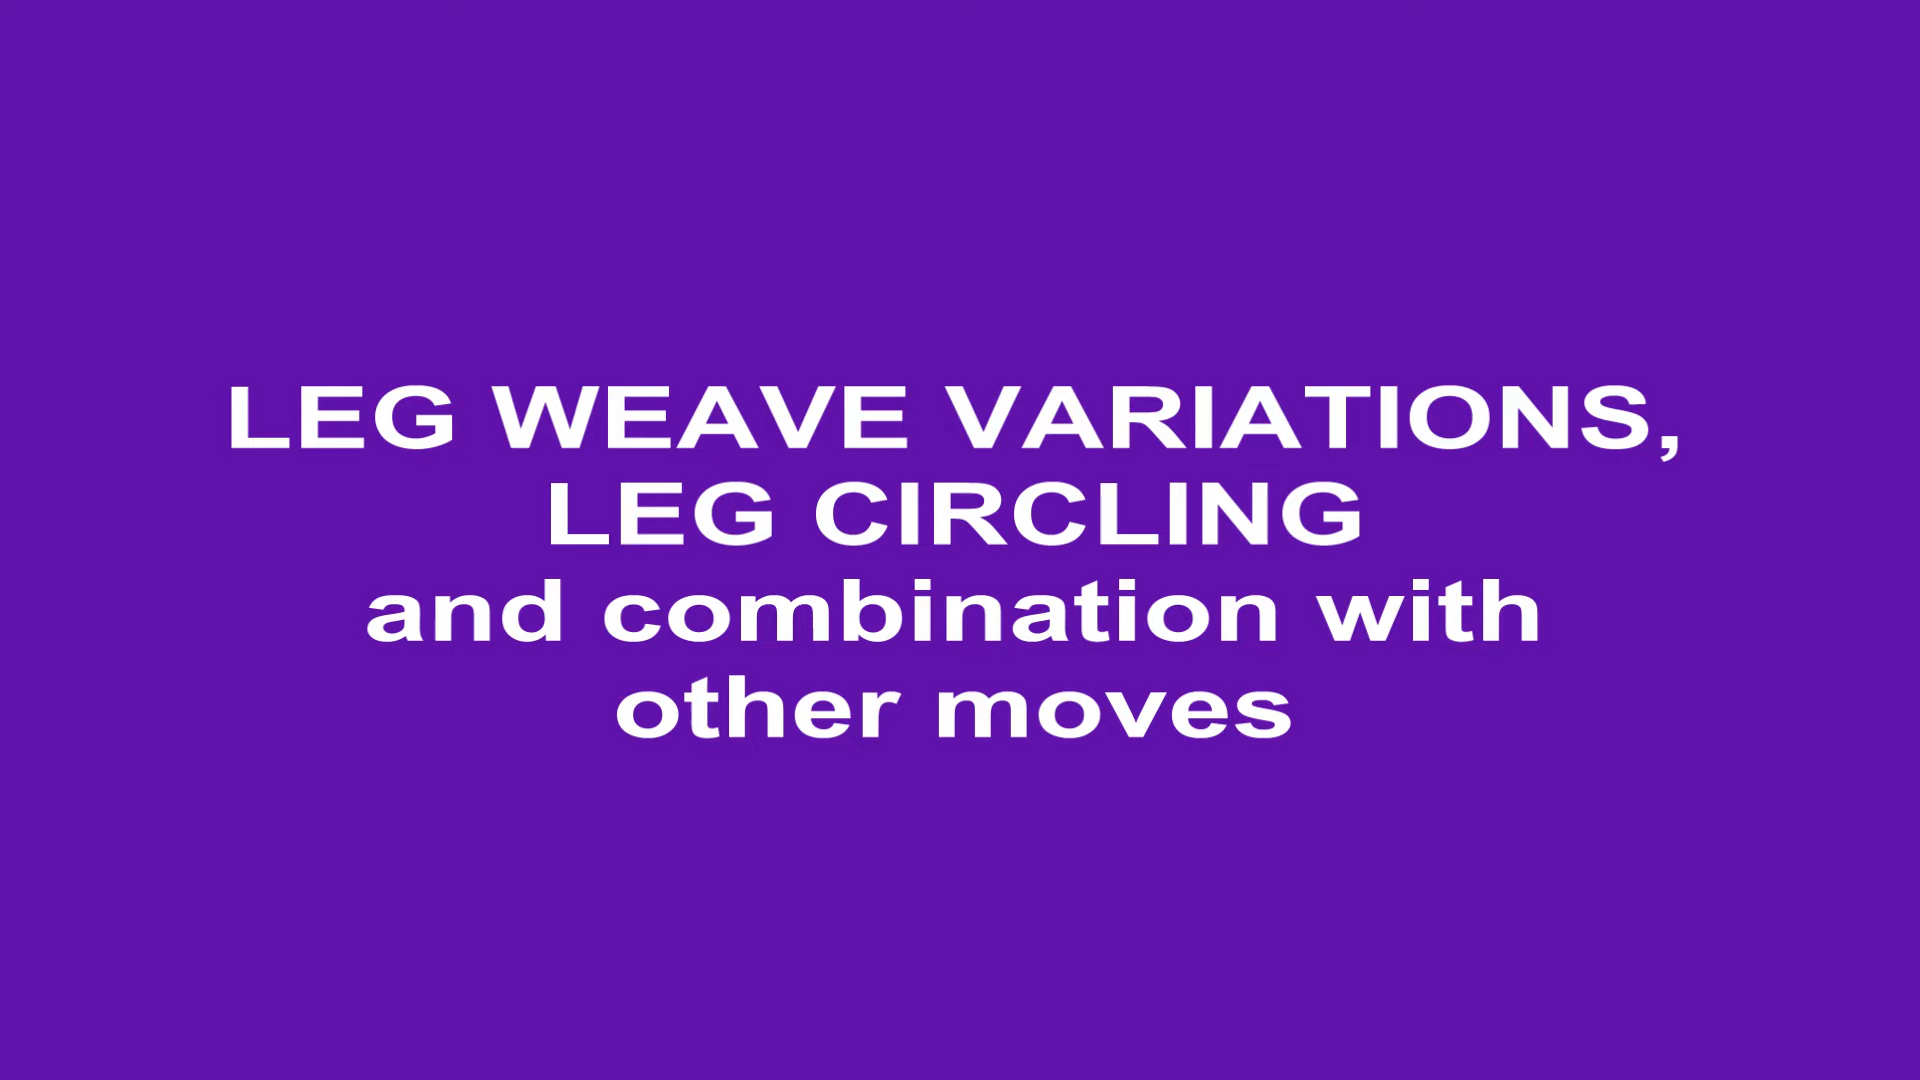 LEG WEAVE VARIATIONS,
LEG CIRCLING
and combination with
other moves